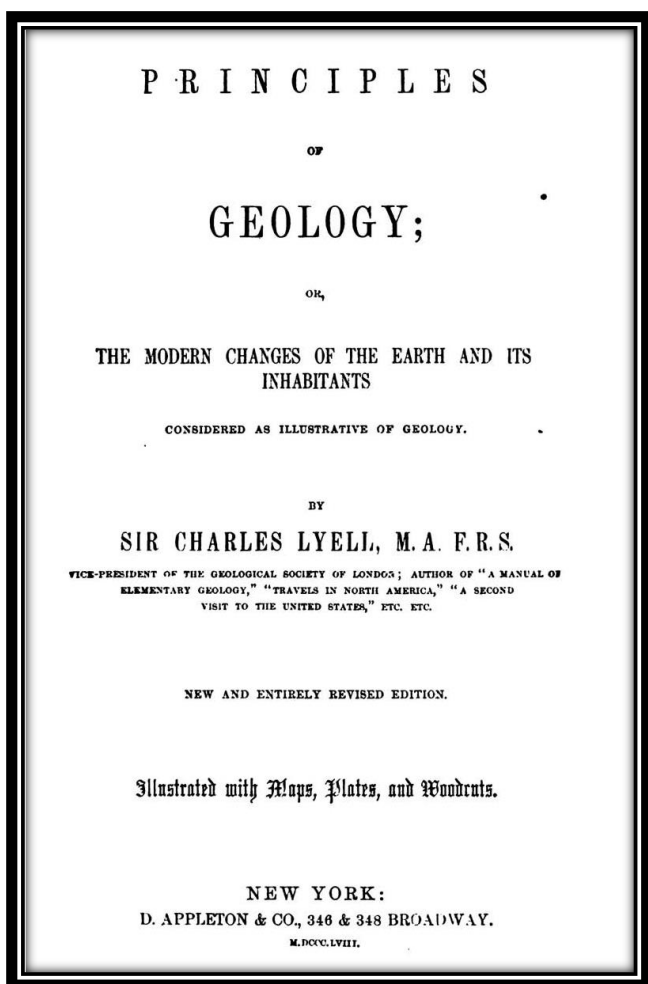 PRINCIPLES
OF
GEOLOGY;
OR,
THE MODERN CHANGES OF THE EARTH AND ITS
INHABITANTS
CONSIDERED AS ILLUSTRATIVE OF GEOLOGY.
BY
SIR CHARLES LYELL, M.A. F.R.S.
VICE-PRESIDENT OF THE GEOLOGICAL SOCIETY OF LONDON; AUTHOR OF "A MANUAL OF
ELEMENTARY GEOLOGY," "TRAVELS IN NORTH AMERICA," "A SECOND
VISIT TO THE UNITED STATES," ETC. ETC.
NEW AND ENTIRELY REVISED EDITION.
Illustrated with Maps, Plates, and Woodcuts.
NEW YORK:
D. APPLETON & CO., 346 & 348 BROADWAY.
M.DCCC.LVIII.